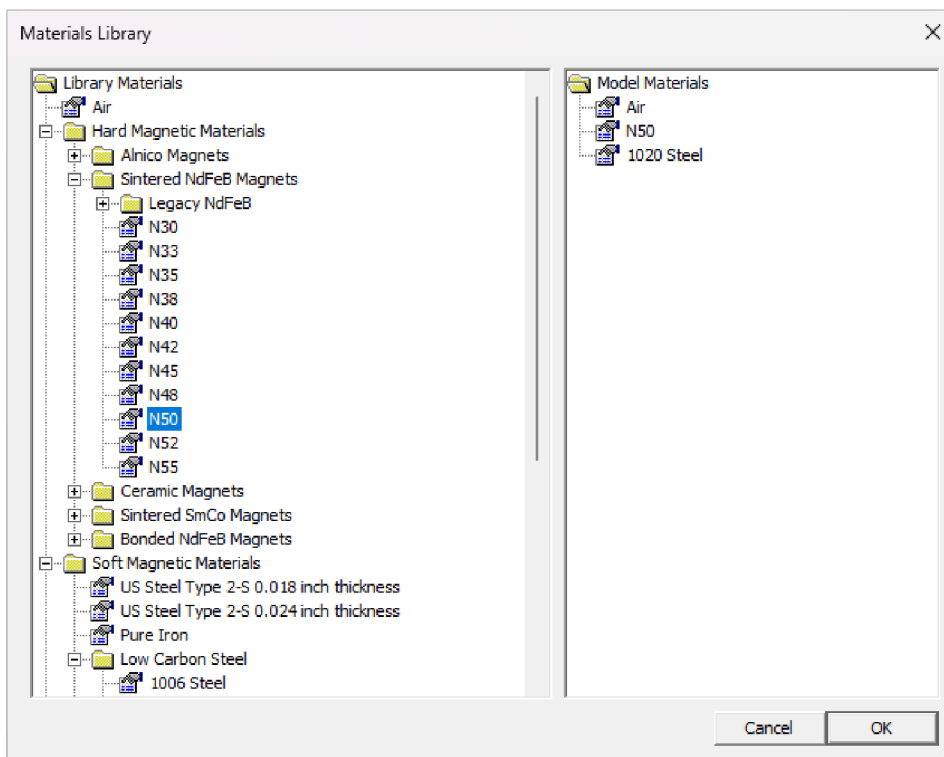 Materials Library
Library Materials
Air
Hard Magnetic Materials
Alnico Magnets
Sintered NdFeB Magnets
Legacy NdFeB
N30
N33
N35
N38
N40
N42
N45
N48
N50
N52
N55
Ceramic Magnets
Sintered SmCo Magnets
Bonded NdFeB Magnets
Soft Magnetic Materials
US Steel Type 2-S 0.018 inch thickness
US Steel Type 2-S 0.024 inch thickness
Pure Iron
Low Carbon Steel
1006 Steel
Model Materials
Air
N50
1020 Steel
Cancel OK